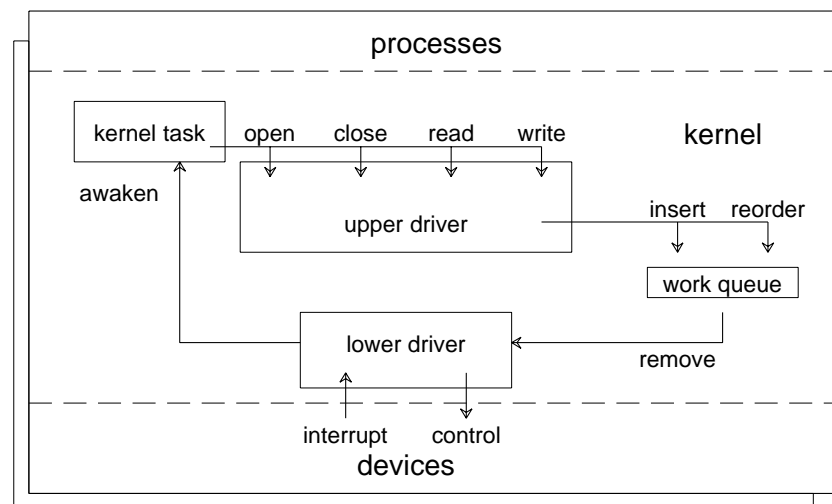 processes
kernel task
open
close
read
write
kernel
awaken
upper driver
insert
reorder
work queue
lower driver
remove
interrupt
control
devices